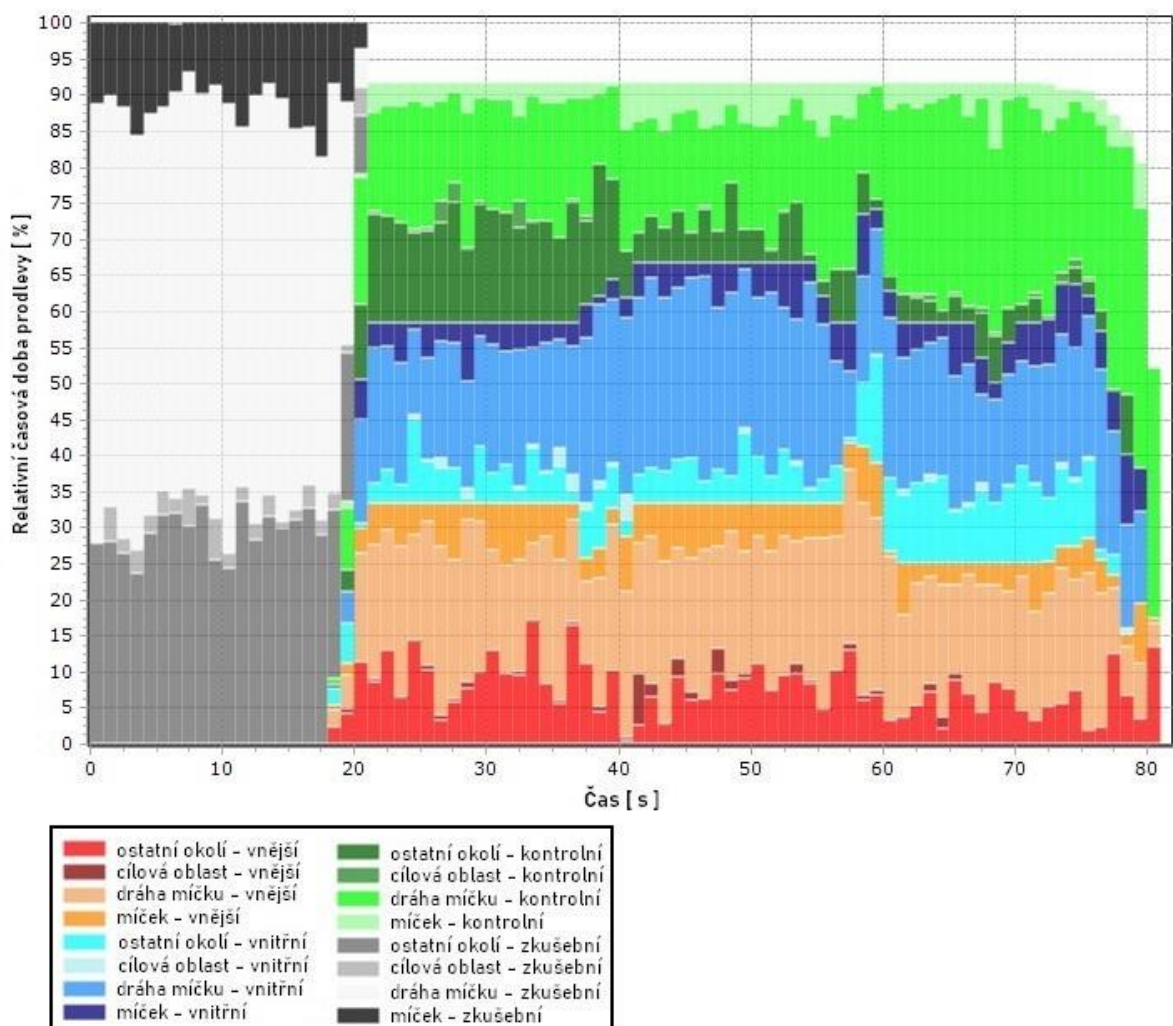 100
95
90
85
80
75
70
65
60
55
50
45
40
35
30
25
20
15
10
5
0
Relativní časová doba prodlevy [ % ]
0 10 20 30 40 50 60 70 80
Čas [ s ]
ostatní okolí - vnější
cílová oblast - vnější
dráha míčku - vnější
míček - vnější
ostatní okolí - vnitřní
cílová oblast - vnitřní
dráha míčku - vnitřní
míček - vnitřní
ostatní okolí - kontrolní
cílová oblast - kontrolní
dráha míčku - kontrolní
míček - kontrolní
ostatní okolí - zkušební
cílová oblast - zkušební
dráha míčku - zkušební
míček - zkušební